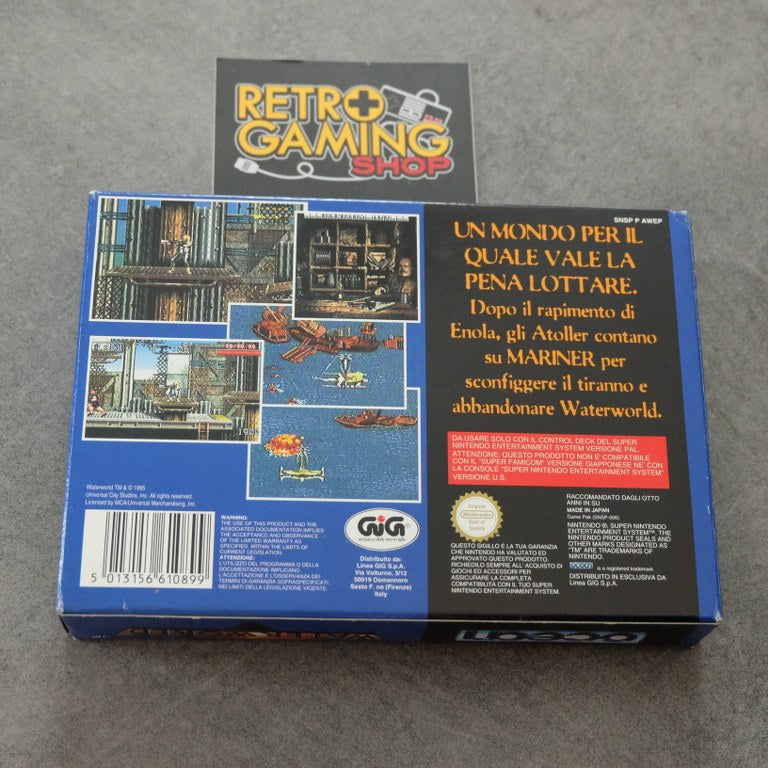 RETRO
GAMING
SHOP
SNSP P AWEP
UN MONDO PER IL
QUALE VALE LA
PENA LOTTARE.
Dopo il rapimento di
Enola, gli Atoller contano
su MARINER per
sconfiggere il tiranno e
abbandonare Waterworld.
DA USARE SOLO CON IL CONTROL DECK DEL SUPER
NINTENDO ENTERTAINMENT SYSTEM VERSIONE PAL.
ATTENZIONE: QUESTO PRODOTTO NON E' COMPATIBILE
CON IL "SUPER FAMICOM" VERSIONE GIAPPONESE NE' CON
LA CONSOLE "SUPER NINTENDO ENTERTAINMENT SYSTEM"
VERSIONE U.S.
Waterworld TM & © 1995
Universal City Studios, Inc. All rights reserved.
Licensed by MCA/Universal Merchandising, Inc.
5 013156 610899
WARNING:
THE USE OF THIS PRODUCT AND THE
ASSOCIATED DOCUMENTATION IMPLIES
THE ACCEPTANCE AND OBSERVANCE
OF THE LIMITED WARRANTY AS
SPECIFIED, WITHIN THE LIMITS OF
CURRENT LEGISLATION.
ATTENZIONE:
L'UTILIZZO DEL PROGRAMMA O DELLA
DOCUMENTAZIONE IMPLICANO
L'ACCETTAZIONE E L'OSSERVANZA DEI
TERMINI DI GARANZIA SOPRASPECIFICATI,
NEI LIMITI DELLA LEGISLAZIONE VIGENTE.
GIG
Distribuito da:
Linea GIG S.p.A.
Via Volturno, 3/12
50019 Osmannoro
Sesto F. no (Firenze)
Italy
Original
Nintendo
Seal of
Quality
QUESTO SIGILLO È LA TUA GARANZIA
CHE NINTENDO HA VALUTATO ED
APPROVATO QUESTO PRODOTTO.
RICHIEDILO SEMPRE ALL'ACQUISTO DI
GIOCHI ED ACCESSORI PER
ASSICURARE LA COMPLETA
COMPATIBILITÀ CON IL TUO SUPER
NINTENDO ENTERTAINMENT SYSTEM.
RACCOMANDATO DAGLI OTTO
ANNI IN SU
MADE IN JAPAN
Game Pak (SNSP-006)
NINTENDO ®, SUPER NINTENDO
ENTERTAINMENT SYSTEM™, THE
NINTENDO PRODUCT SEALS AND
OTHER MARKS DESIGNATED AS
"TM" ARE TRADEMARKS OF
NINTENDO.
ocean is a registered trademark.
DISTRIBUITO IN ESCLUSIVA DA
Linea GIG S.p.A.
WATERWORLD
ocean